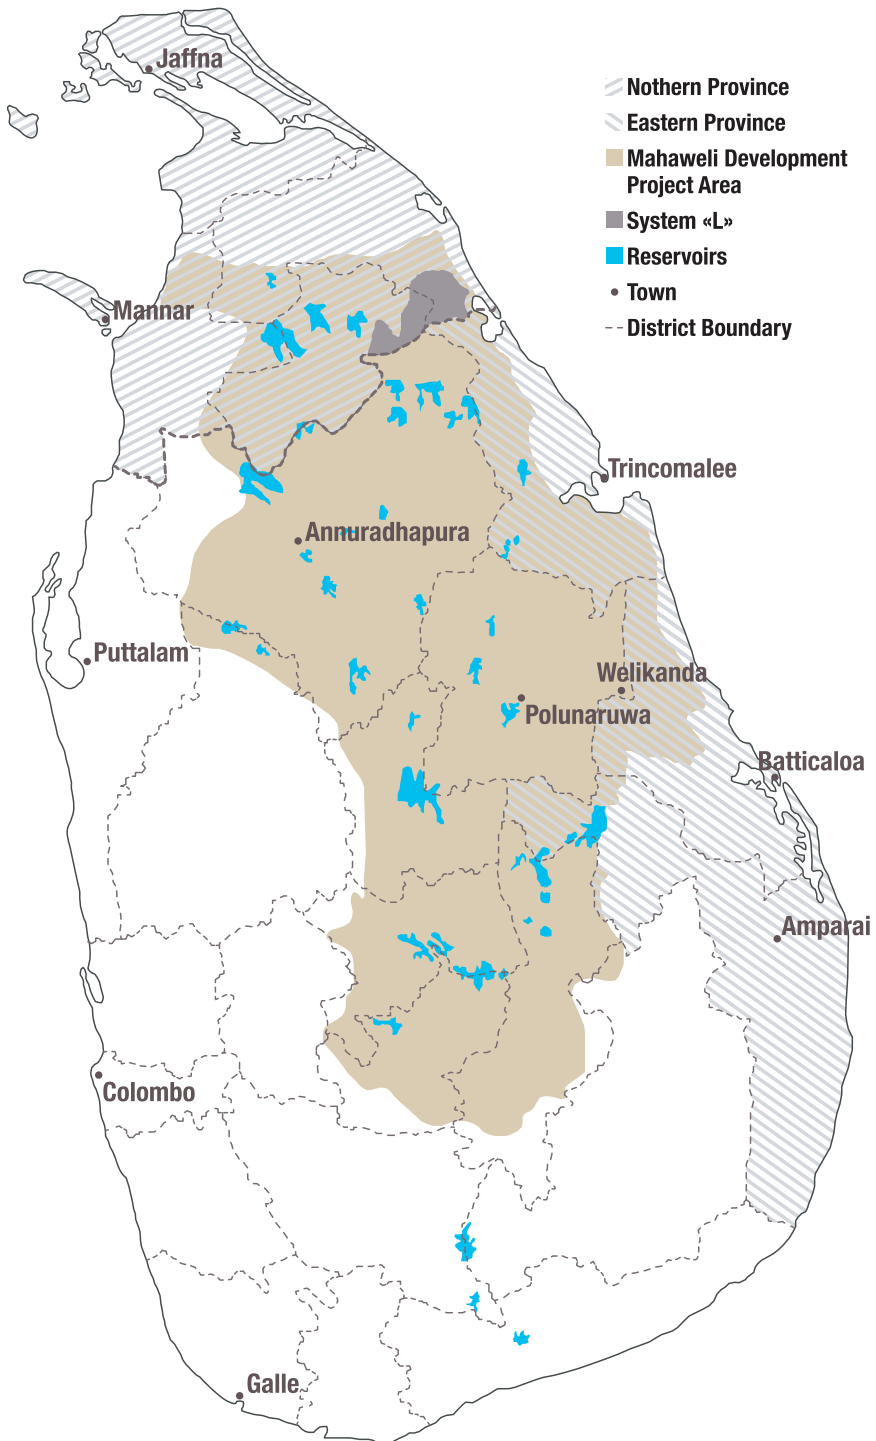 Jaffna
Nothern Province
Eastern Province
Mahaweli Development
Project Area
System «L»
Reservoirs
Town
District Boundary
Mannar
Trincomalee
Annuradhapura
Puttalam
Welikanda
Polunaruwa
Batticaloa
Amparai
Colombo
Galle